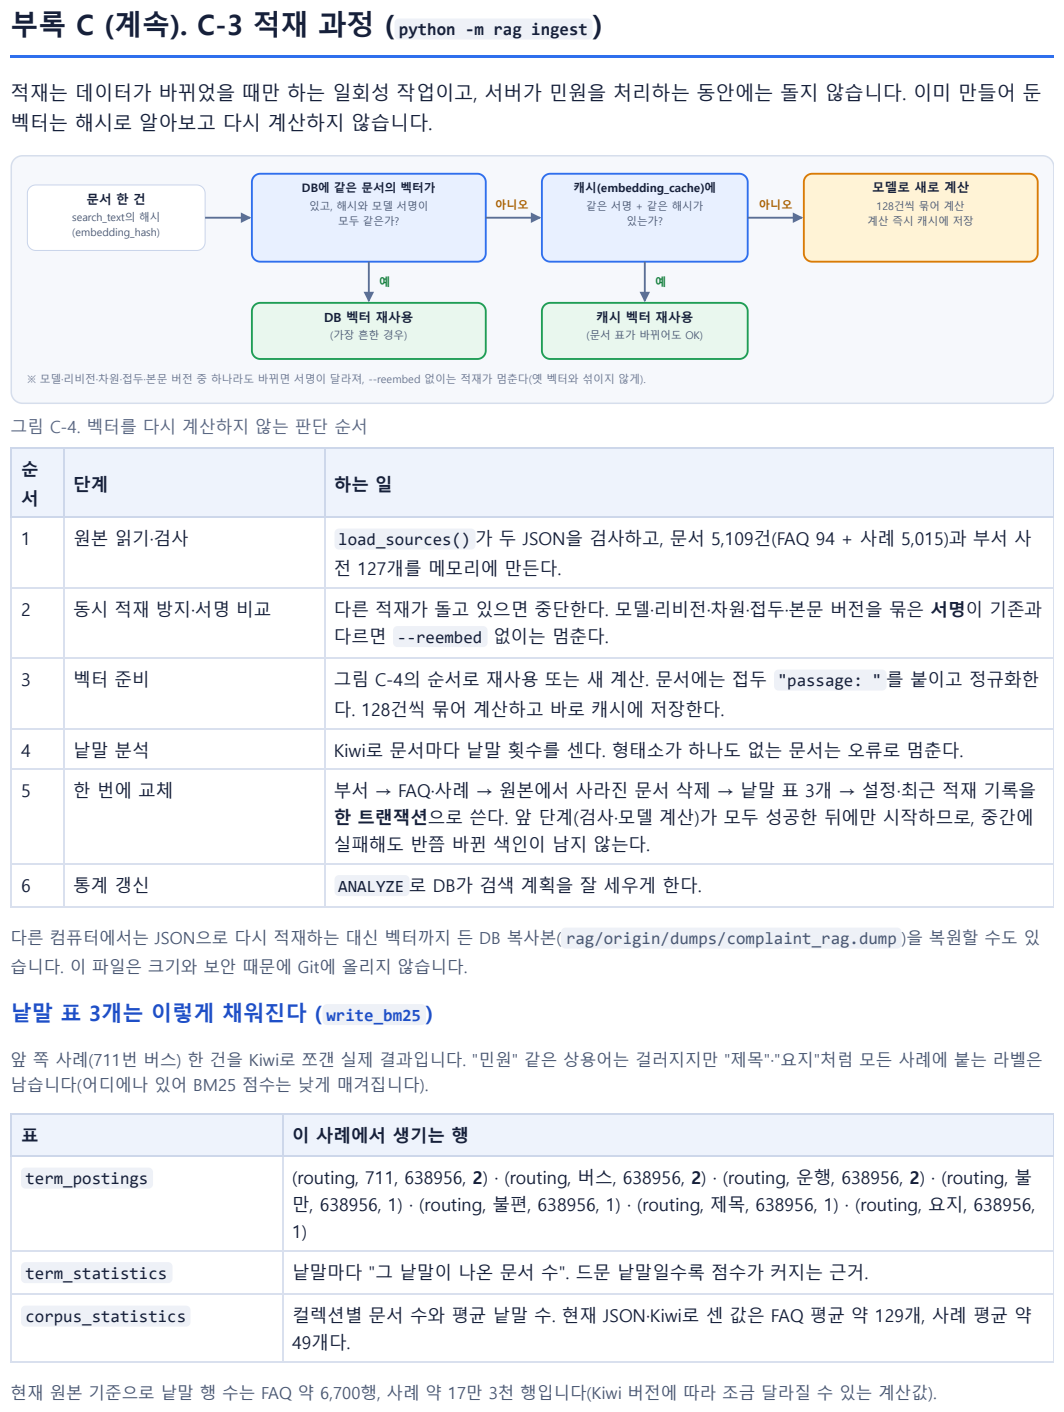 부록 C (계속). C-3 적재 과정 (python -m rag ingest)
적재는 데이터가 바뀌었을 때만 하는 일회성 작업이고, 서버가 민원을 처리하는 동안에는 돌지 않습니다. 이미 만들어 둔
벡터는 해시로 알아보고 다시 계산하지 않습니다.
문서 한 건
search_text의 해시
(embedding_hash)
DB에 같은 문서의 벡터가
있고, 해시와 모델 서명이
모두 같은가?
아니오
캐시(embedding_cache)에
같은 서명 + 같은 해시가
있는가?
아니오
모델로 새로 계산
128건씩 묶어 계산
계산 즉시 캐시에 저장
예
예
DB 벡터 재사용
(가장 흔한 경우)
캐시 벡터 재사용
(문서 표가 바뀌어도 OK)
※ 모델·리비전·차원·접두·본문 버전 중 하나라도 바뀌면 서명이 달라져, --reembed 없이는 적재가 멈춘다(옛 벡터와 섞이지 않게).
그림 C-4. 벡터를 다시 계산하지 않는 판단 순서
순
서
단계
하는 일
1
원본 읽기·검사
load_sources()가 두 JSON을 검사하고, 문서 5,109건(FAQ 94 + 사례 5,015)과 부서 사
전 127개를 메모리에 만든다.
2
동시 적재 방지·서명 비교
다른 적재가 돌고 있으면 중단한다. 모델·리비전·차원·접두·본문 버전을 묶은 서명이 기존과
다르면 --reembed 없이는 멈춘다.
3
벡터 준비
그림 C-4의 순서로 재사용 또는 새 계산. 문서에는 접두 "passage: "를 붙이고 정규화한
다. 128건씩 묶어 계산하고 바로 캐시에 저장한다.
4
낱말 분석
Kiwi로 문서마다 낱말 횟수를 센다. 형태소가 하나도 없는 문서는 오류로 멈춘다.
5
한 번에 교체
부서 → FAQ·사례 → 원본에서 사라진 문서 삭제 → 낱말 표 3개 → 설정·최근 적재 기록을
한 트랜잭션으로 쓴다. 앞 단계(검사·모델 계산)가 모두 성공한 뒤에만 시작하므로, 중간에
실패해도 반쯤 바뀐 색인이 남지 않는다.
6
통계 갱신
ANALYZE로 DB가 검색 계획을 잘 세우게 한다.
다른 컴퓨터에서는 JSON으로 다시 적재하는 대신 벡터까지 든 DB 복사본(rag/origin/dumps/complaint_rag.dump)을 복원할 수도 있
습니다. 이 파일은 크기와 보안 때문에 Git에 올리지 않습니다.
낱말 표 3개는 이렇게 채워진다 (write_bm25)
앞 쪽 사례(711번 버스) 한 건을 Kiwi로 쪼갠 실제 결과입니다. "민원" 같은 상용어는 걸러지지만 "제목"·"요지"처럼 모든 사례에 붙는 라벨은
남습니다(어디에나 있어 BM25 점수는 낮게 매겨집니다).
표
이 사례에서 생기는 행
term_postings
(routing, 711, 638956, 2) · (routing, 버스, 638956, 2) · (routing, 운행, 638956, 2) · (routing, 불
만, 638956, 1) · (routing, 불편, 638956, 1) · (routing, 제목, 638956, 1) · (routing, 요지, 638956,
1)
term_statistics
낱말마다 "그 낱말이 나온 문서 수". 드문 낱말일수록 점수가 커지는 근거.
corpus_statistics
컬렉션별 문서 수와 평균 낱말 수. 현재 JSON·Kiwi로 센 값은 FAQ 평균 약 129개, 사례 평균 약
49개다.
현재 원본 기준으로 낱말 행 수는 FAQ 약 6,700행, 사례 약 17만 3천 행입니다(Kiwi 버전에 따라 조금 달라질 수 있는 계산값).